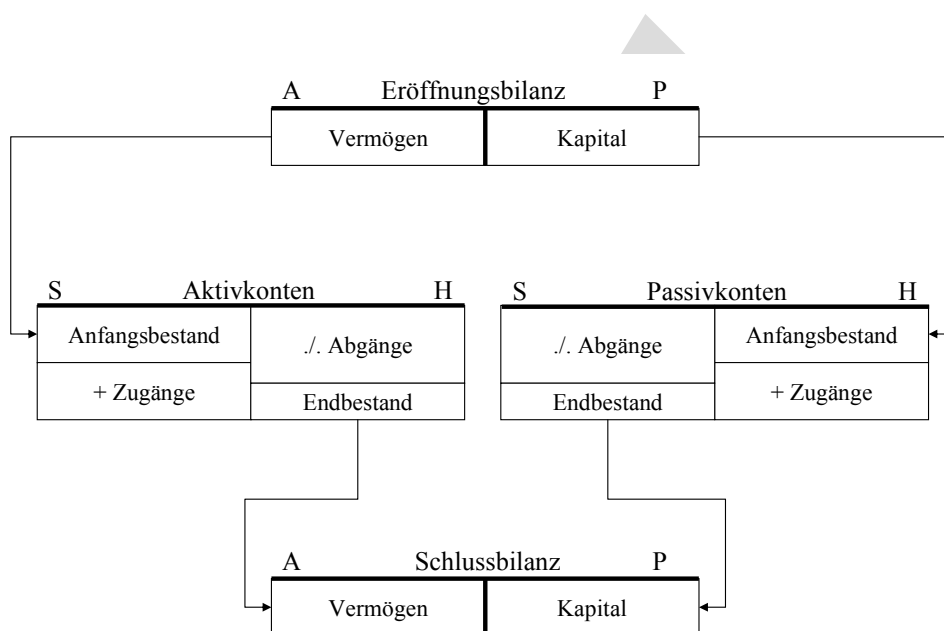 A Eröffnungsbilanz P
Vermögen Kapital
S Aktivkonten H
Anfangsbestand ./. Abgänge
+ Zugänge Endbestand
S Passivkonten H
./. Abgänge Anfangsbestand
Endbestand + Zugänge
A Schlussbilanz P
Vermögen Kapital